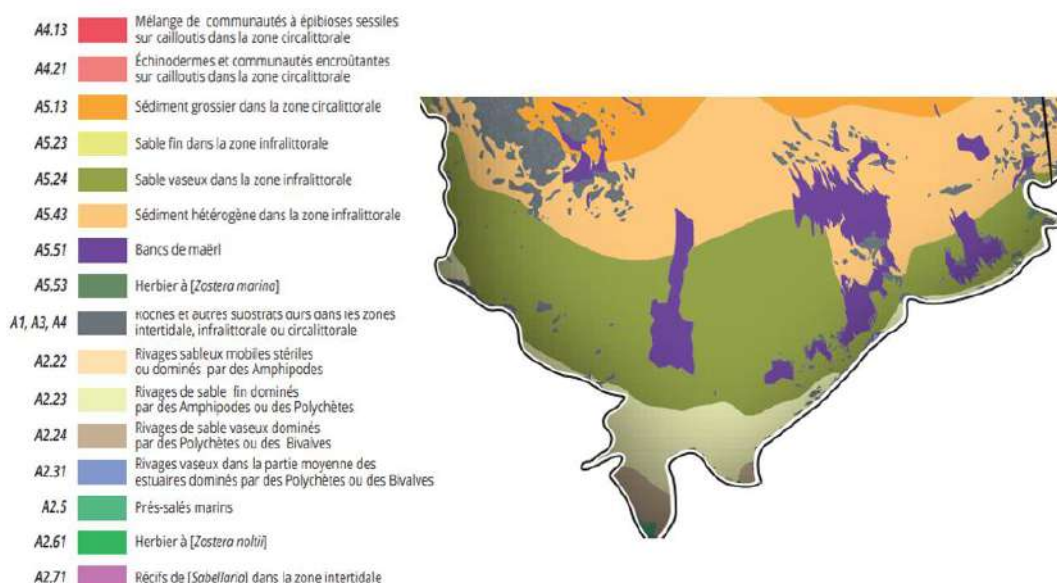 A4.13 Mélange de communautés à épibioses sessiles
sur cailloutis dans la zone circalittorale
A4.21 Échinodermes et communautés encroûtantes
sur cailloutis dans la zone circalittorale
A5.13 Sédiment grossier dans la zone circalittorale
A5.23 Sable fin dans la zone infralittorale
A5.24 Sable vaseux dans la zone infralittorale
A5.43 Sédiment hétérogène dans la zone infralittorale
A5.51 Bancs de maërl
A5.53 Herbier à [Zostera marina]
A1, A3, A4 Roches et autres substrats durs dans les zones
intertidale, infralittorale ou circalittorale
A2.22 Rivages sableux mobiles stériles
ou dominés par des Amphipodes
A2.23 Rivages de sable fin dominés
par des Amphipodes ou des Polychètes
A2.24 Rivages de sable vaseux dominés
par des Polychètes ou des Bivalves
A2.31 Rivages vaseux dans la partie moyenne des
estuaires dominés par des Polychètes ou des Bivalves
A2.5 Prés-salés marins
A2.61 Herbier à [Zostera noltii]
A2.71 Récifs de [Sabellaria] dans la zone intertidale